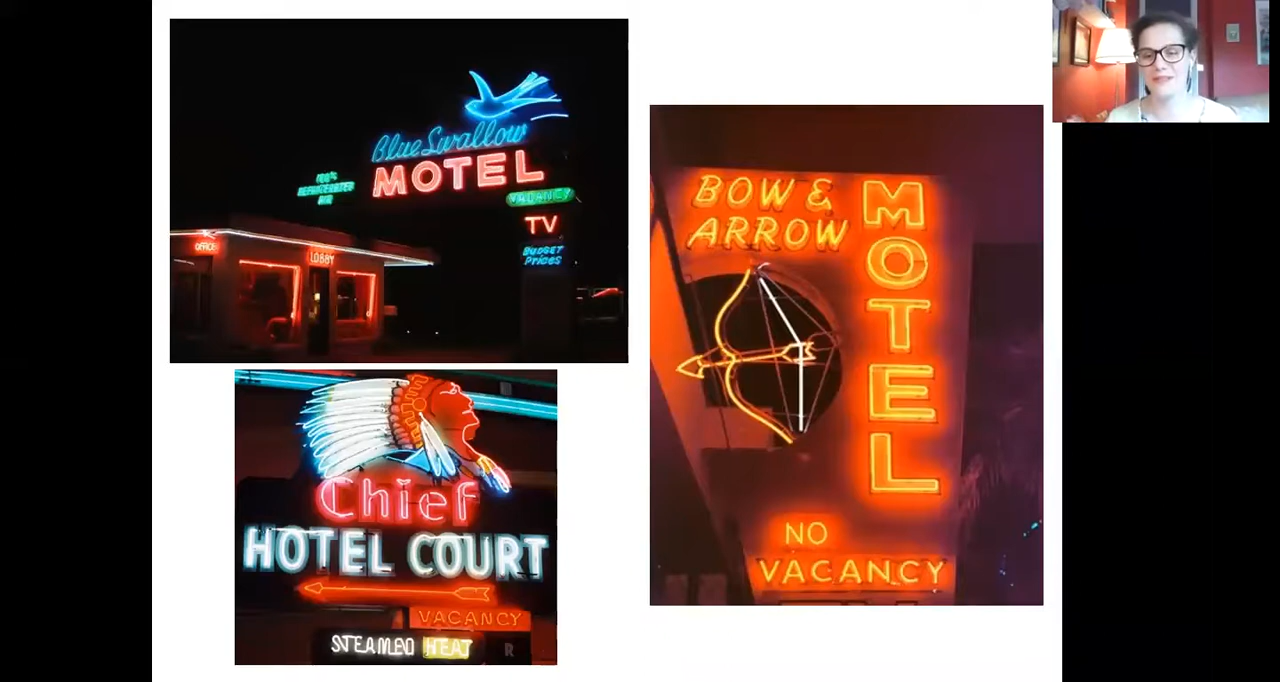 Blue Swallow
MOTEL
100%
REFRIGERATED
AIR
VACANCY
TV
BUDGET
PRICES
OFFICE
LOBBY
Chief
HOTEL COURT
VACANCY
STEAMED HEAT R
BOW &
ARROW
MOTEL
NO
VACANCY